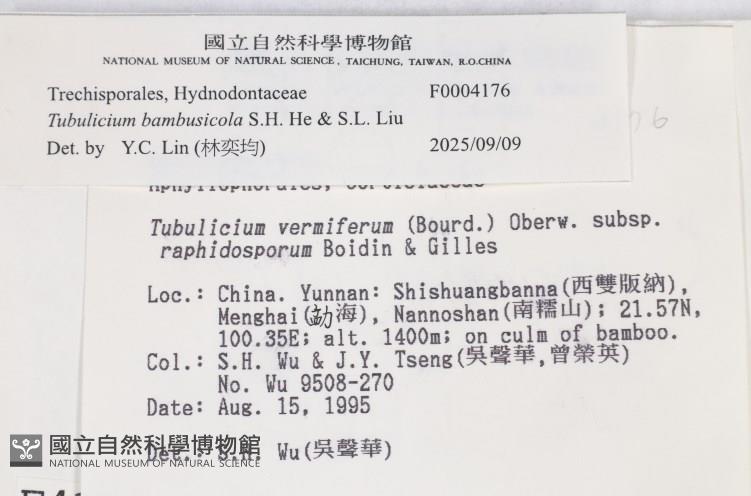 國立自然科學博物館
NATIONAL MUSEUM OF NATURAL SCIENCE, TAICHUNG, TAIWAN, R.O.CHINA
Trechisporales, Hydnodontaceae F0004176
Tubulicium bambusicola S.H. He & S.L. Liu
Det. by Y.C. Lin (林奕均) 2025/09/09
Tubulicium vermiferum (Bourd.) Oberw. subsp.
raphidosporum Boidin & Gilles
Loc.: China. Yunnan: Shishuangbanna(西雙版納),
Menghai(勐海), Nannoshan(南糯山); 21.57N,
100.35E; alt. 1400m; on culm of bamboo.
Col.: S.H. Wu & J.Y. Tseng(吳聲華,曾榮英)
No. Wu 9508-270
Date: Aug. 15, 1995
Det.: S.H. Wu(吳聲華)
國立自然科學博物館
NATIONAL MUSEUM OF NATURAL SCIENCE